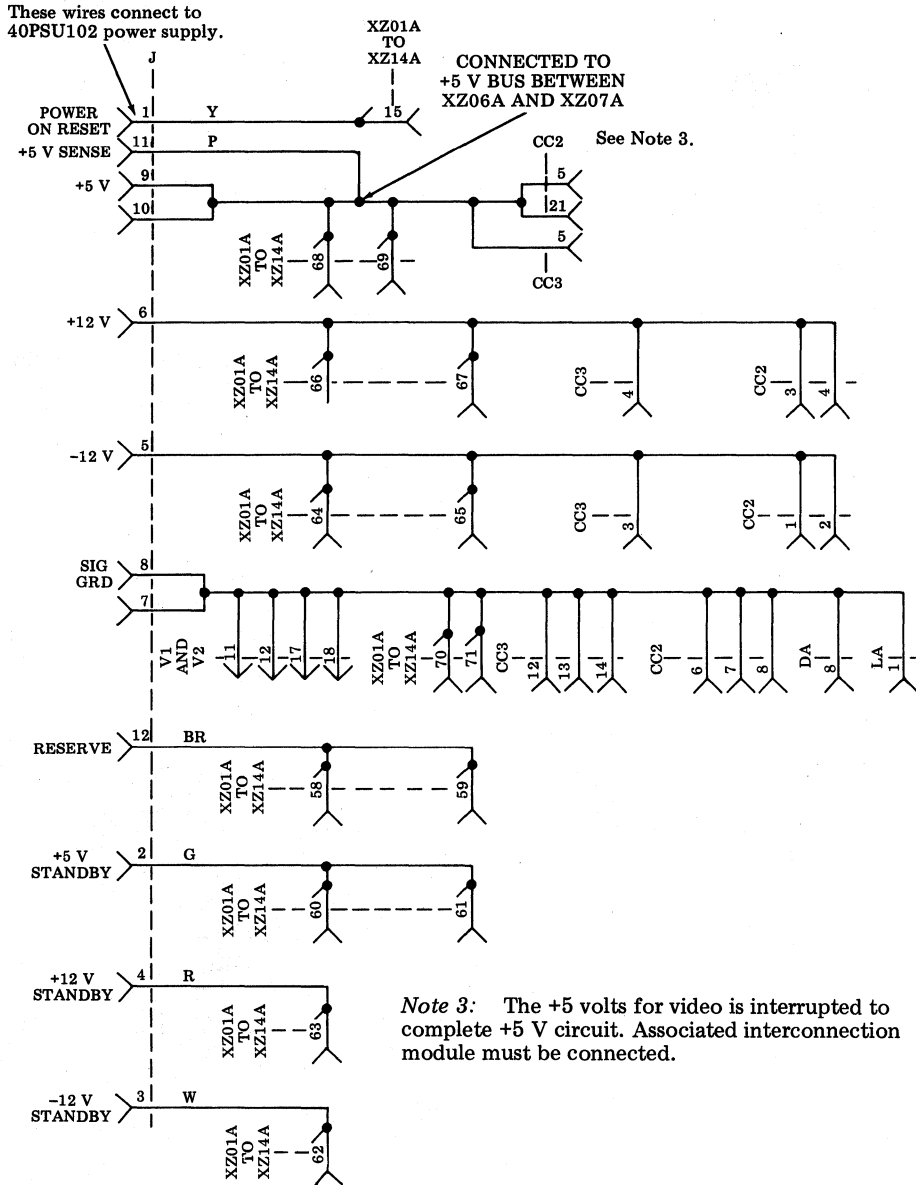 These wires connect to
40PSU102 power supply.
J
XZ01A
TO
XZ14A
CONNECTED TO
+5 V BUS BETWEEN
XZ06A AND XZ07A
POWER
ON RESET
1
Y
15
+5 V SENSE
11
P
CC2
See Note 3.
+5 V
9
10
5
21
5
CC3
XZ01A
TO
XZ14A
68
69
+12 V
6
XZ01A
TO
XZ14A
66
67
CC3
4
CC2
3
4
−12 V
5
XZ01A
TO
XZ14A
64
65
CC3
3
CC2
1
2
SIG
GRD
8
7
V1
AND
V2
11
12
17
18
XZ01A
TO
XZ14A
70
71
CC3
12
13
14
CC2
6
7
8
DA
8
LA
1
RESERVE
12
BR
XZ01A
TO
XZ14A
58
59
+5 V
STANDBY
2
G
XZ01A
TO
XZ14A
60
61
+12 V
STANDBY
4
R
XZ01A
TO
XZ14A
63
Note 3: The +5 volts for video is interrupted to
complete +5 V circuit. Associated interconnection
module must be connected.
−12 V
STANDBY
3
W
XZ01A
TO
XZ14A
62